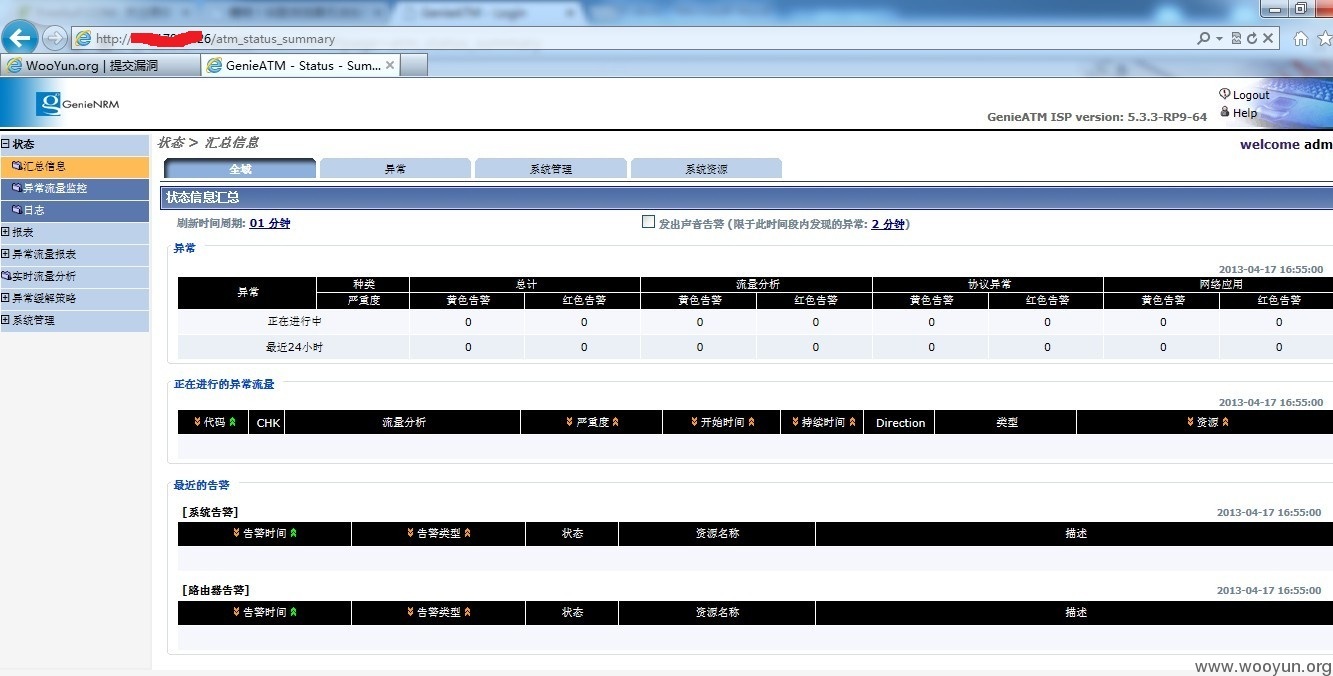 GenieATM - Login
http:// 26/atm_status_summary
WooYun.org | 提交漏洞
GenieATM - Status - Sum...
GenieNRM
Logout
Help
GenieATM ISP version: 5.3.3-RP9-64
welcome adm
状态
汇总信息
异常流量监控
日志
报表
异常流量报表
实时流量分析
异常缓解策略
系统管理
状态 > 汇总信息
全域 异常 系统管理 系统资源
状态信息汇总
刷新时间周期: 01 分钟 发出声音告警 (限于此时间段内发现的异常: 2 分钟)
异常
2013-04-17 16:55:00
异常 种类 总计 流量分析 协议异常 网络应用
严重度 黄色告警 红色告警 黄色告警 红色告警 黄色告警 红色告警 黄色告警 红色告警
正在进行中 0 0 0 0 0 0 0 0
最近24小时 0 0 0 0 0 0 0 0
正在进行的异常流量
2013-04-17 16:55:00
代码 CHK 流量分析 严重度 开始时间 持续时间 Direction 类型 资源
最近的告警
[系统告警] 2013-04-17 16:55:00
告警时间 告警类型 状态 资源名称 描述
[路由器告警] 2013-04-17 16:55:00
告警时间 告警类型 状态 资源名称 描述
www.wooyun.org